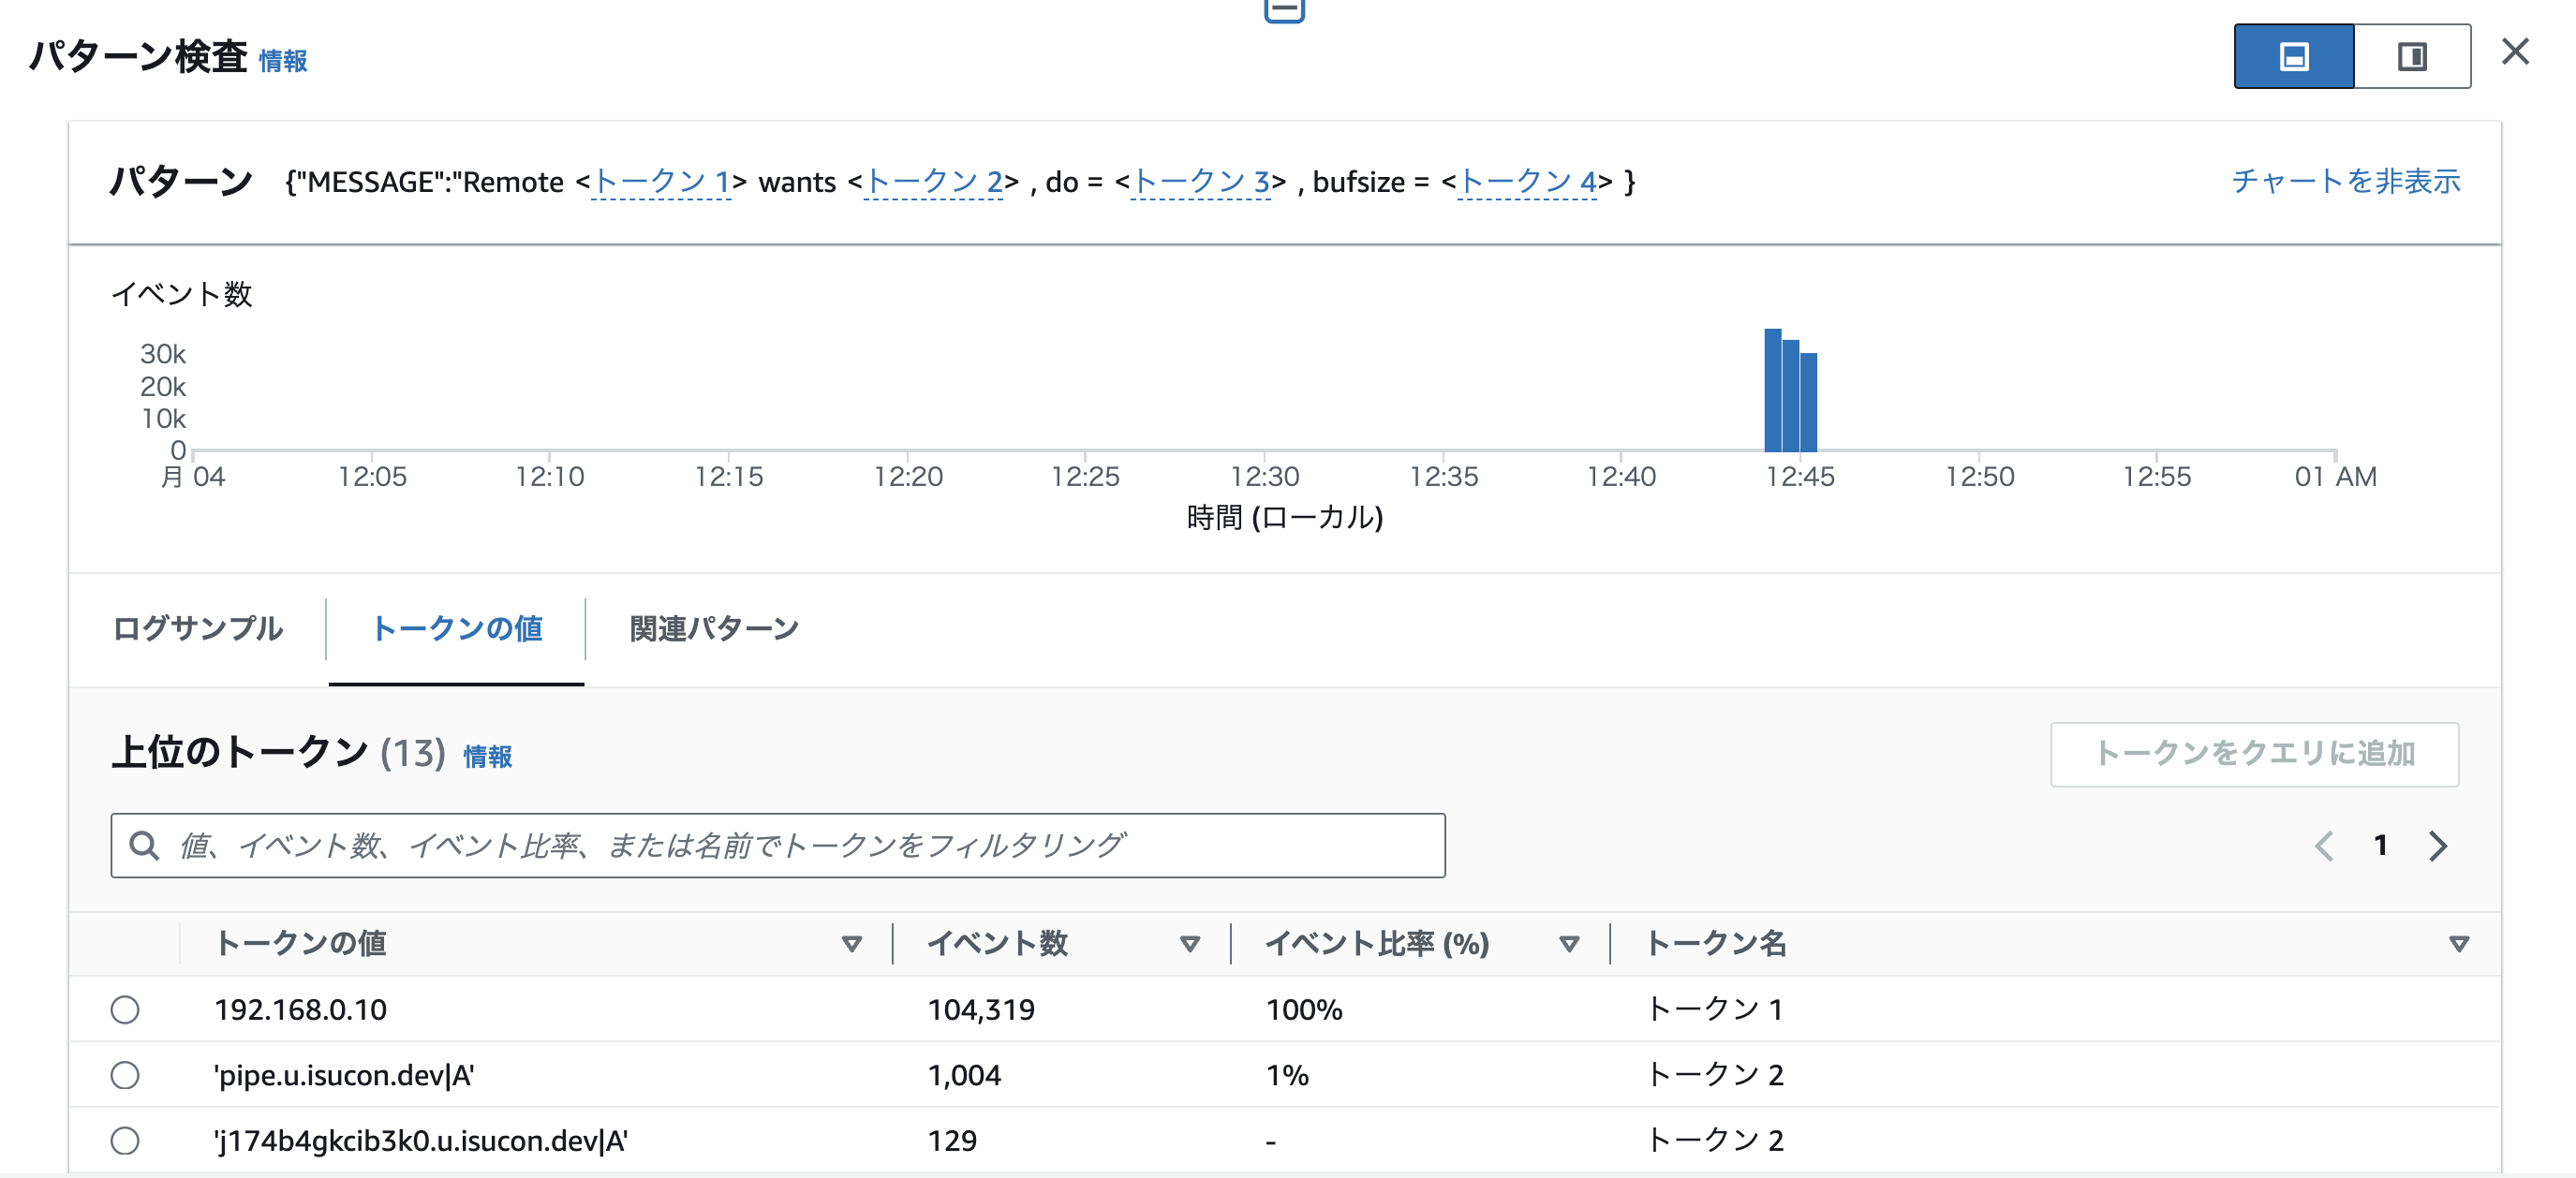 パターン検査 情報
パターン {"MESSAGE":"Remote <トークン 1> wants <トークン 2> , do = <トークン 3> , bufsize = <トークン 4> }
チャートを非表示
イベント数
30k
20k
10k
0
月 04 12:05 12:10 12:15 12:20 12:25 12:30 12:35 12:40 12:45 12:50 12:55 01 AM
時間 (ローカル)
ログサンプル トークンの値 関連パターン
上位のトークン (13) 情報
トークンをクエリに追加
値、イベント数、イベント比率、または名前でトークンをフィルタリング
1
トークンの値 イベント数 イベント比率 (%) トークン名
192.168.0.10 104,319 100% トークン 1
'pipe.u.isucon.dev|A' 1,004 1% トークン 2
'j174b4gkcib3k0.u.isucon.dev|A' 129 - トークン 2